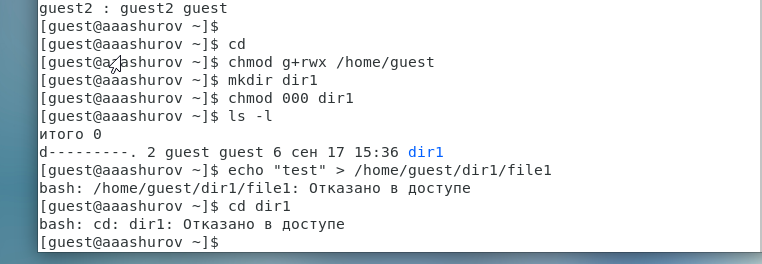 guest2 : guest2 guest
[guest@aaashurov ~]$
[guest@aaashurov ~]$ cd
[guest@aaashurov ~]$ chmod g+rwx /home/guest
[guest@aaashurov ~]$ mkdir dir1
[guest@aaashurov ~]$ chmod 000 dir1
[guest@aaashurov ~]$ ls -l
итого 0
d---------. 2 guest guest 6 сен 17 15:36 dir1
[guest@aaashurov ~]$ echo "test" > /home/guest/dir1/file1
bash: /home/guest/dir1/file1: Отказано в доступе
[guest@aaashurov ~]$ cd dir1
bash: cd: dir1: Отказано в доступе
[guest@aaashurov ~]$